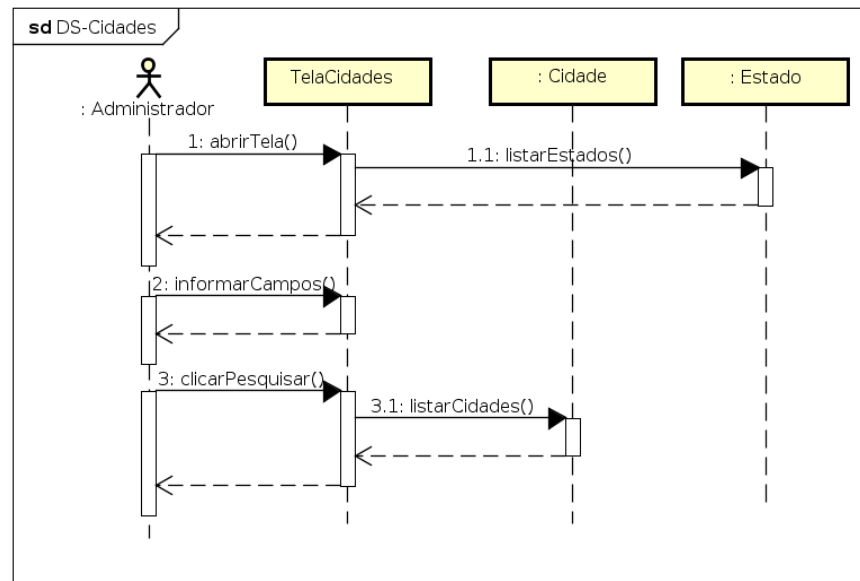 sd DS-Cidades
: Administrador
TelaCidades
: Cidade
: Estado
1: abrirTela()
1.1: listarEstados()
2: informarCampos()
3: clicarPesquisar()
3.1: listarCidades()